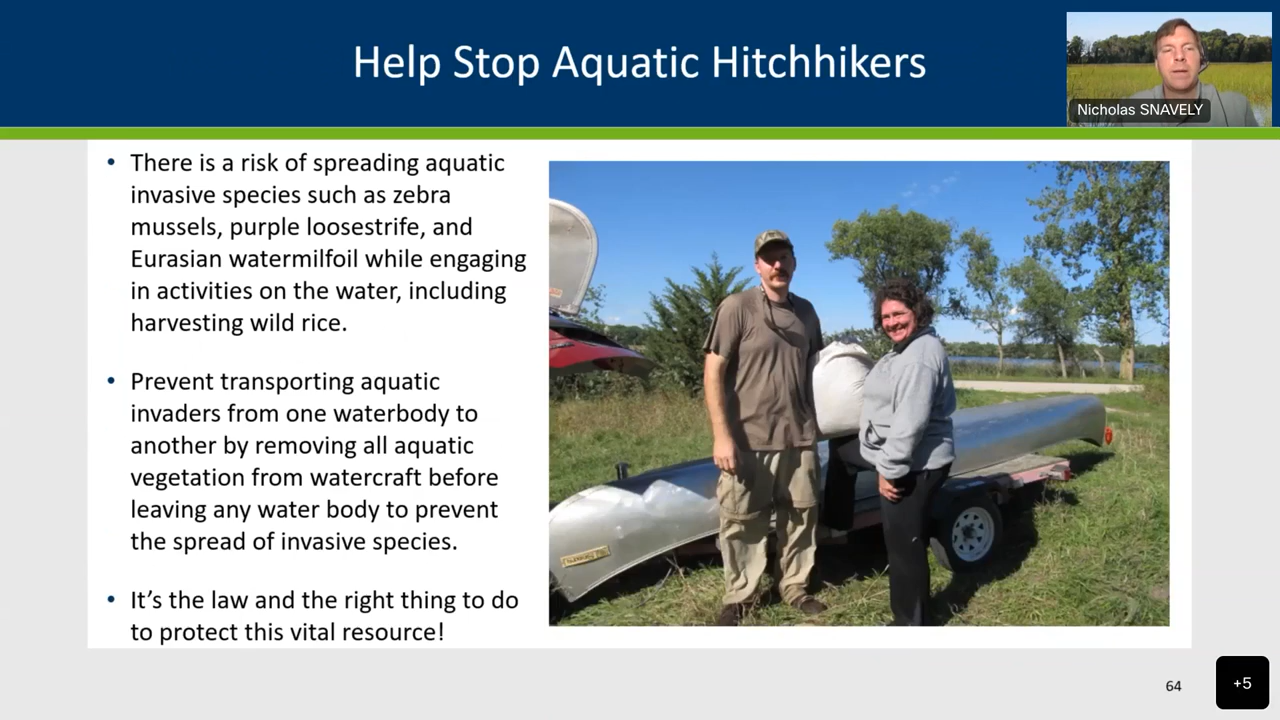 Help Stop Aquatic Hitchhikers
Nicholas SNAVELY
• There is a risk of spreading aquatic
invasive species such as zebra
mussels, purple loosestrife, and
Eurasian watermilfoil while engaging
in activities on the water, including
harvesting wild rice.
• Prevent transporting aquatic
invaders from one waterbody to
another by removing all aquatic
vegetation from watercraft before
leaving any water body to prevent
the spread of invasive species.
• It’s the law and the right thing to do
to protect this vital resource!
64
+5